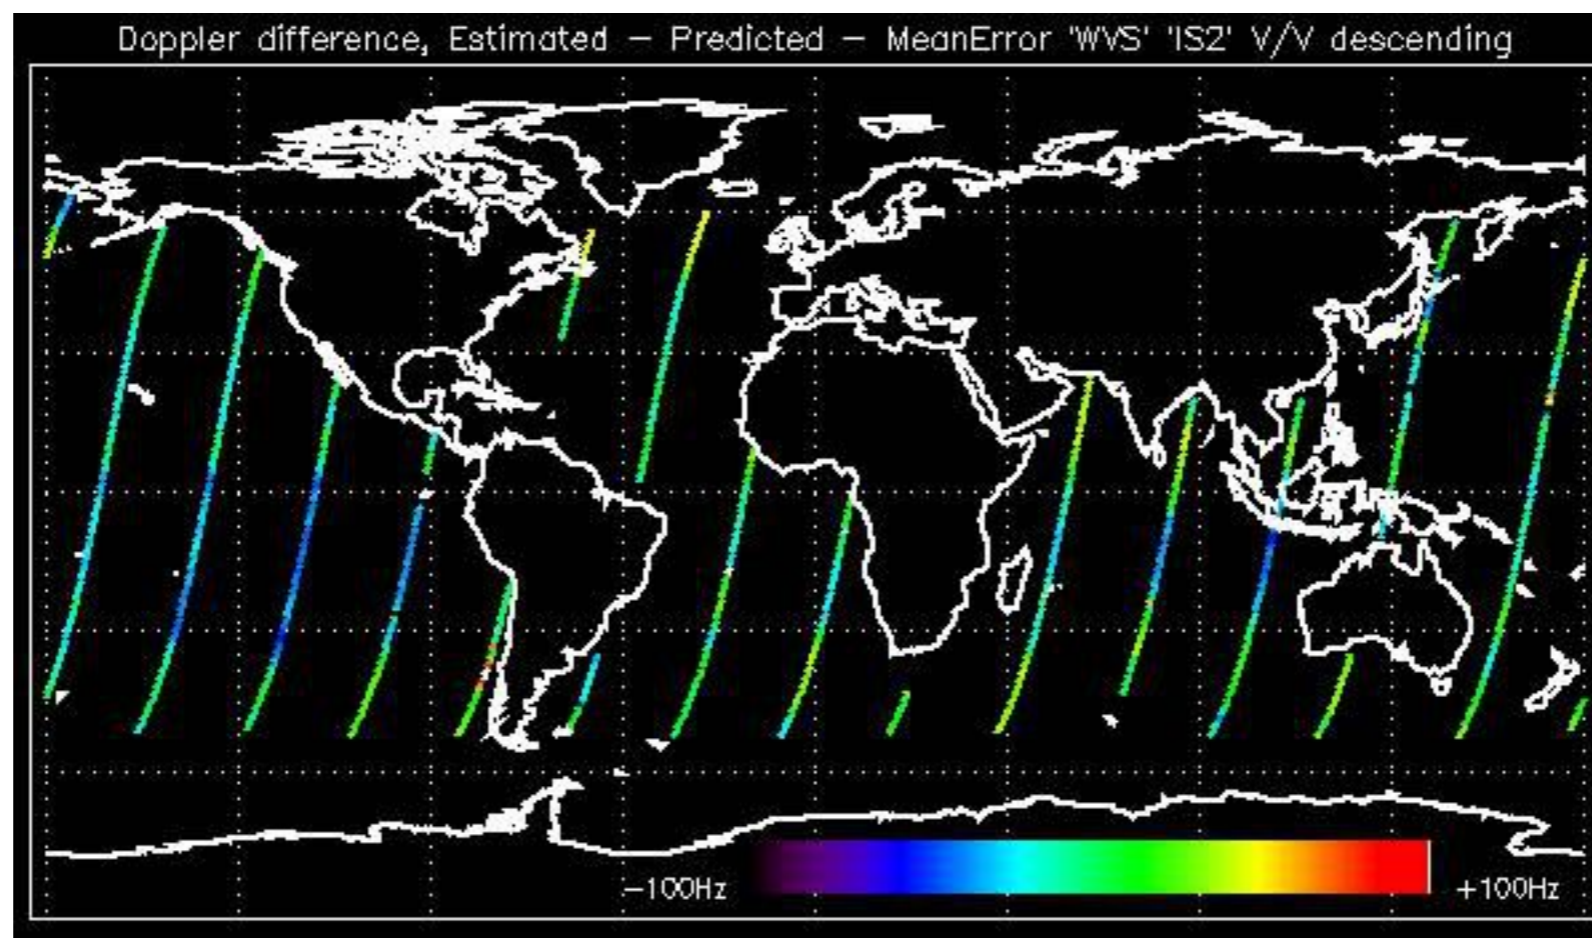 Doppler difference, Estimated – Predicted – MeanError 'WVS' 'IS2' V/V descending
–100Hz +100Hz